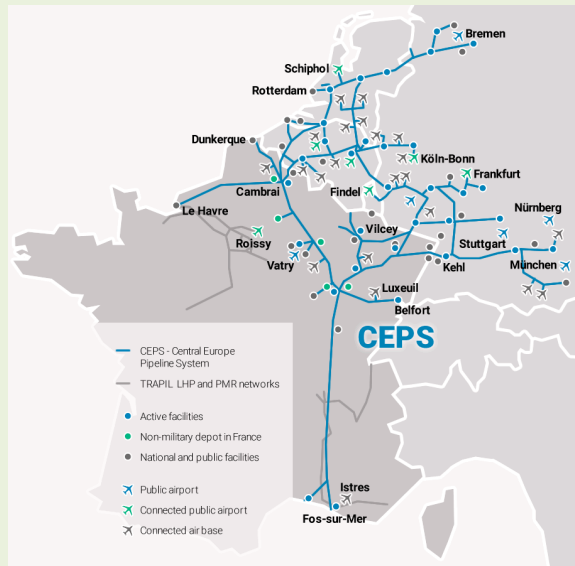 Bremen
Schiphol
Rotterdam
Dunkerque
Köln-Bonn
Frankfurt
Cambrai
Findel
Le Havre
Nürnberg
Vilcey
Roissy
Stuttgart
Vatry
Kehl
München
Luxeuil
Belfort
CEPS
CEPS - Central Europe
Pipeline System
TRAPIL LHP and PMR networks
Active facilities
Non-military depot in France
National and public facilities
Public airport
Connected public airport
Connected air base
Istres
Fos-sur-Mer